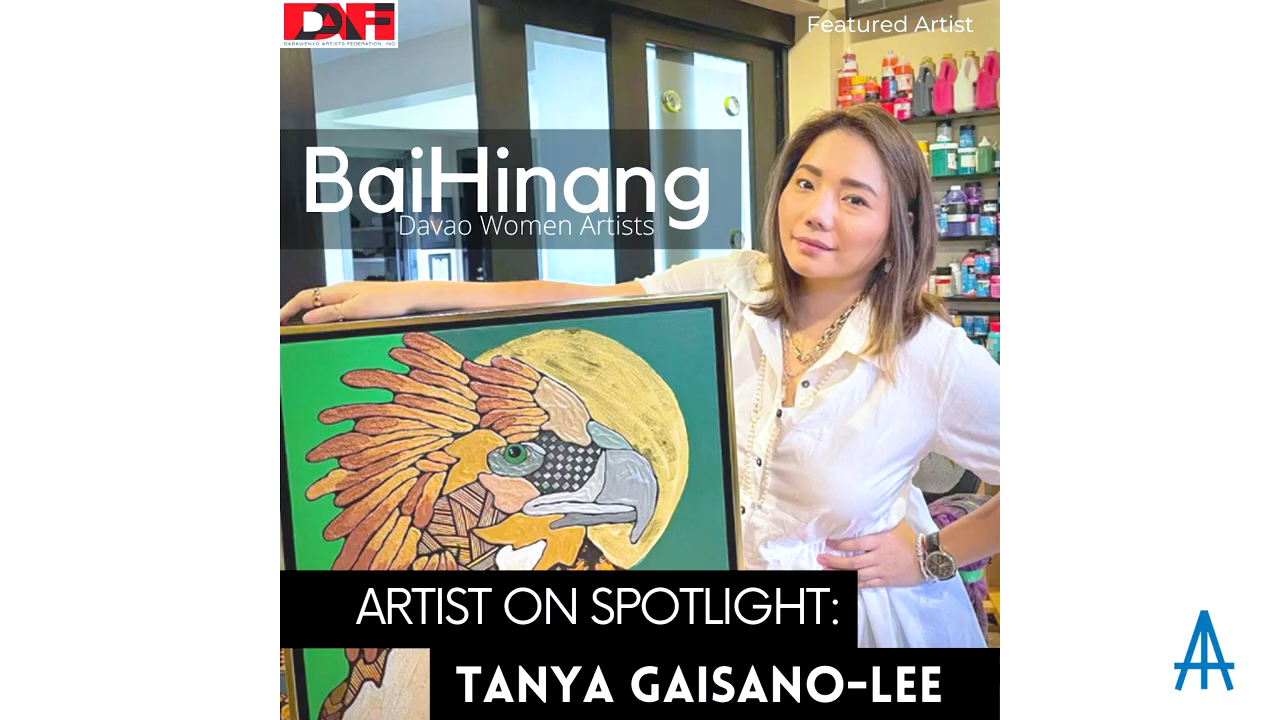 DAF
DABAWENYO ARTISTS FEDERATION, INC
Featured Artist
BaiHinang
Davao Women Artists
ARTIST ON SPOTLIGHT:
TANYA GAISANO-LEE